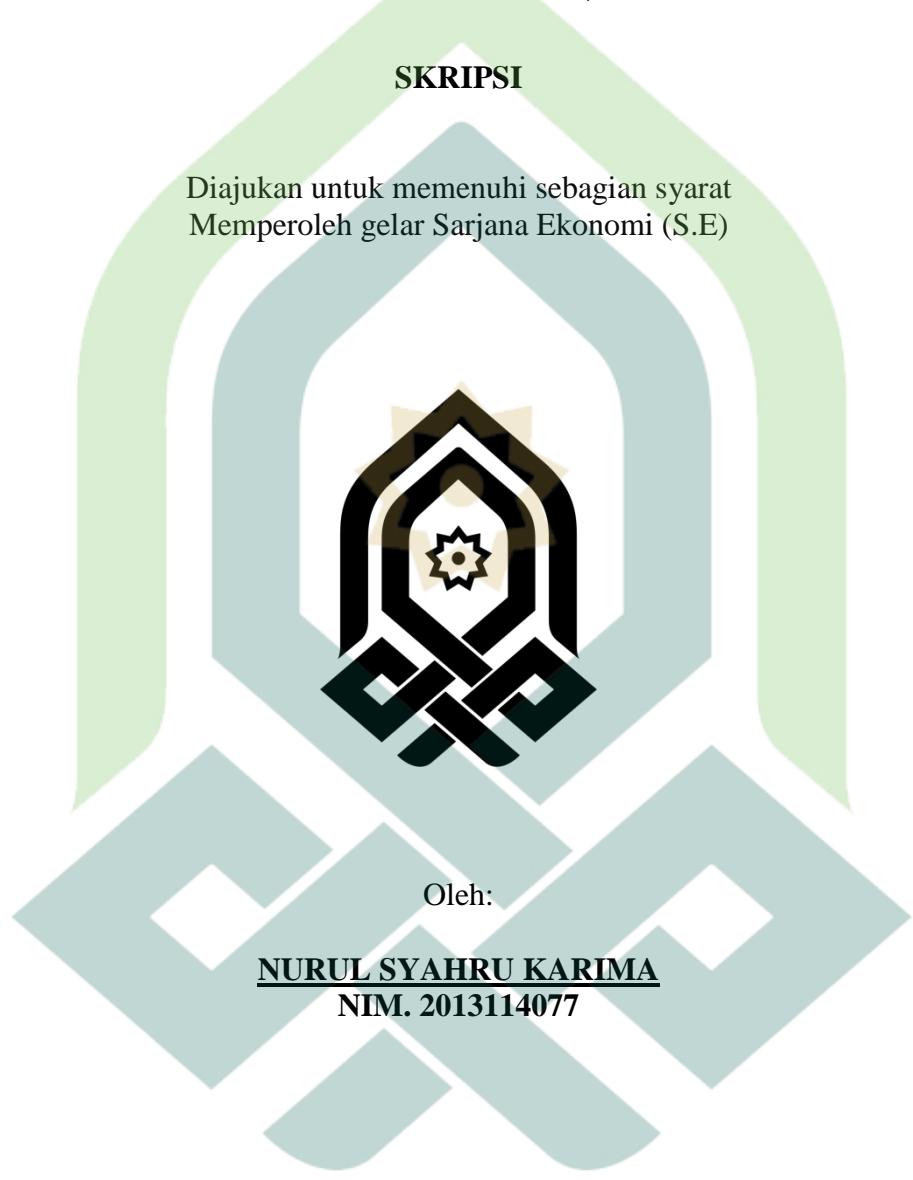 SKRIPSI
Diajukan untuk memenuhi sebagian syarat
Memperoleh gelar Sarjana Ekonomi (S.E)
Oleh:
NURUL SYAHRU KARIMA
NIM. 2013114077